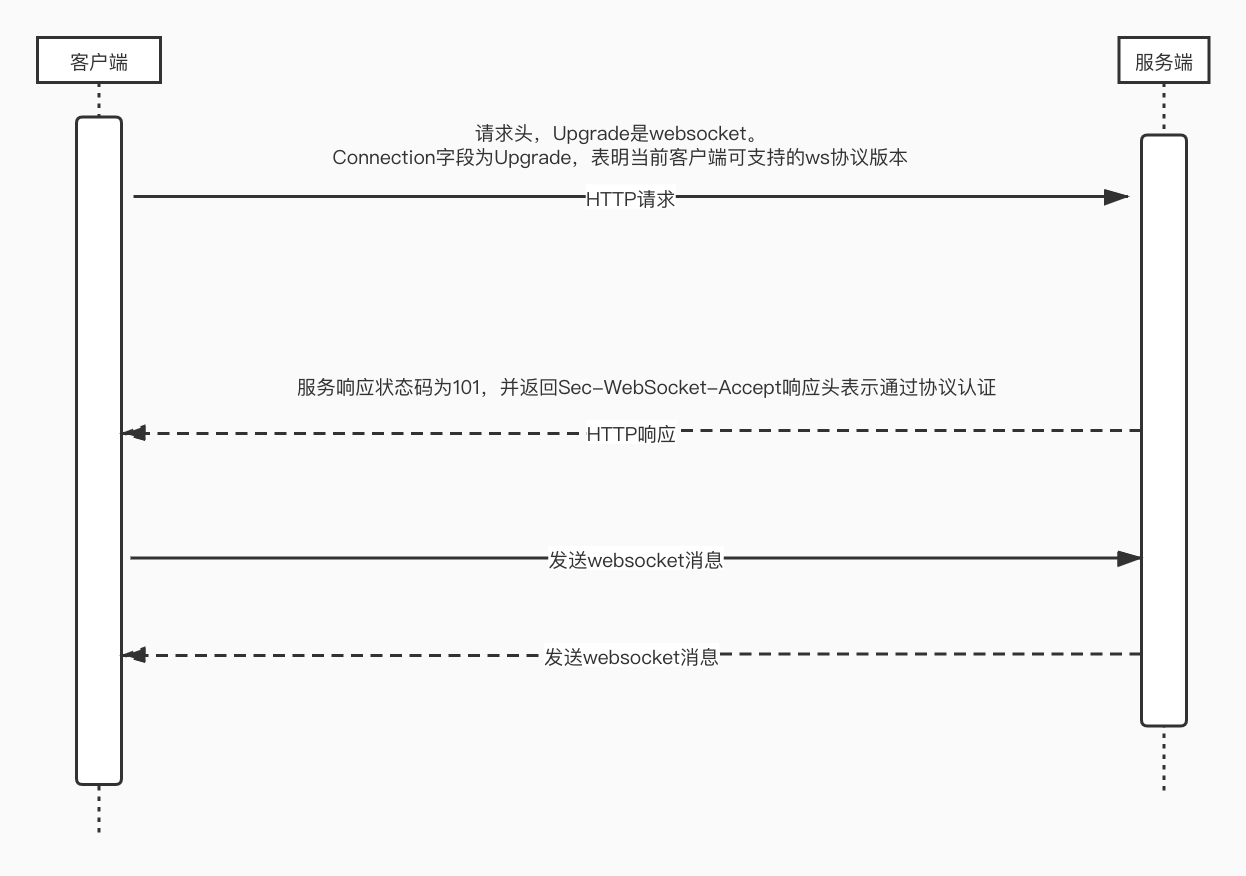 客户端
服务端
请求头，Upgrade是websocket。
Connection字段为Upgrade，表明当前客户端可支持的ws协议版本
HTTP请求
服务响应状态码为101，并返回Sec-WebSocket-Accept响应头表示通过协议认证
HTTP响应
发送websocket消息
发送websocket消息